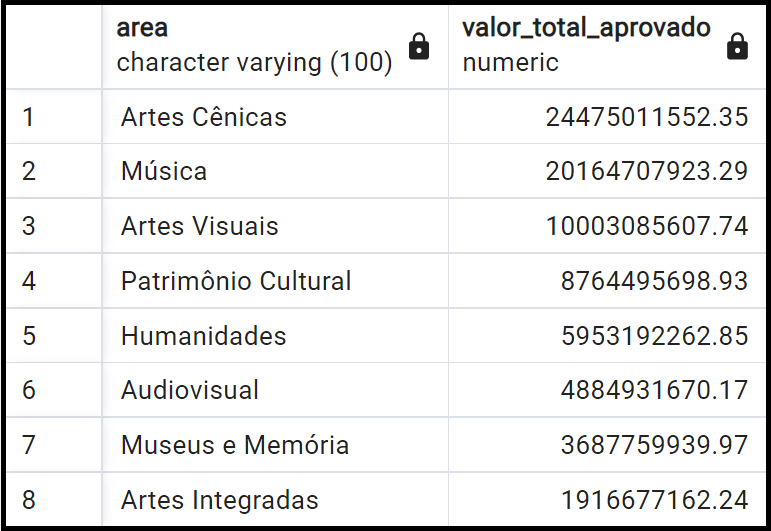 area valor_total_aprovado
character varying (100) numeric
1 Artes Cênicas 24475011552.35
2 Música 20164707923.29
3 Artes Visuais 10003085607.74
4 Patrimônio Cultural 8764495698.93
5 Humanidades 5953192262.85
6 Audiovisual 4884931670.17
7 Museus e Memória 3687759939.97
8 Artes Integradas 1916677162.24